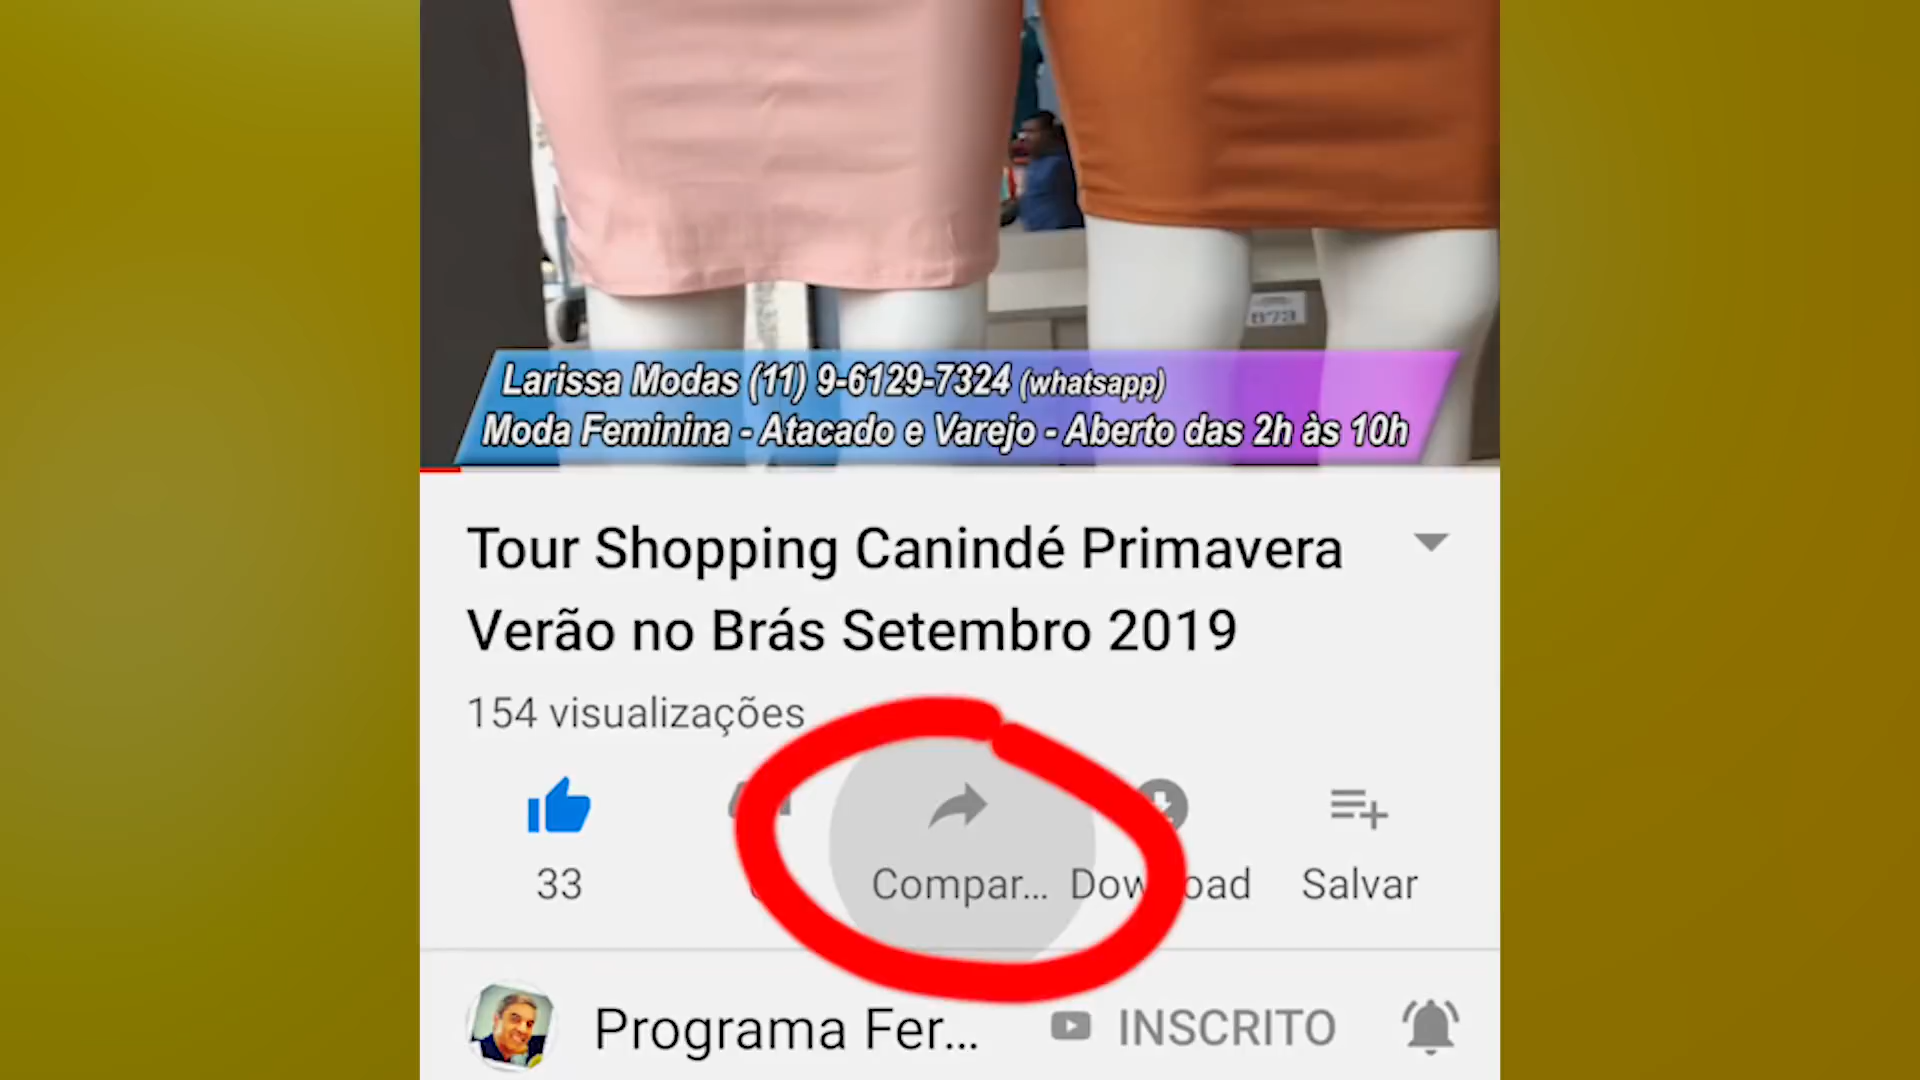 Larissa Modas (11) 9-6129-7324 (whatsapp)
Moda Feminina - Atacado e Varejo - Aberto das 2h às 10h
Tour Shopping Canindé Primavera
Verão no Brás Setembro 2019
154 visualizações
33 Compar... Salvar
Programa Fer... INSCRITO